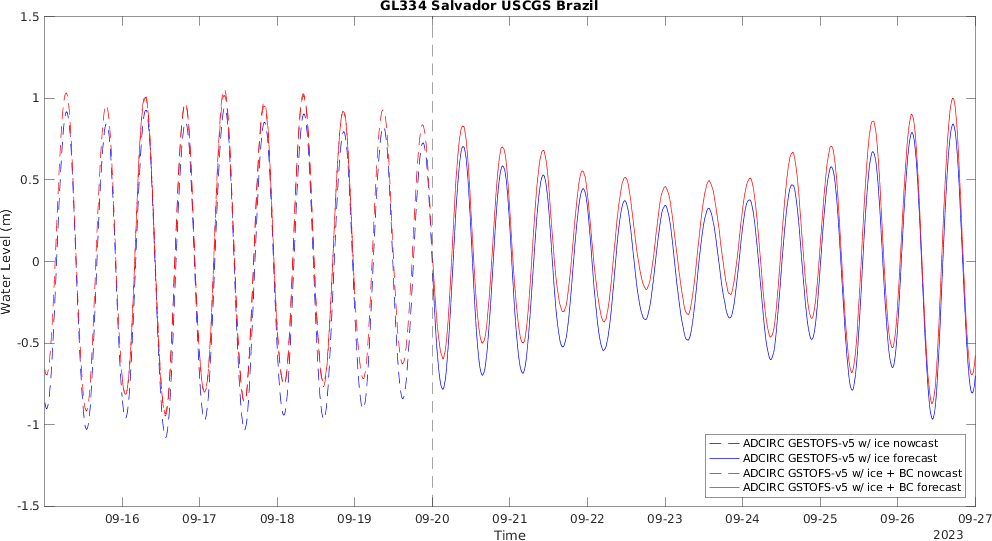 GL334 Salvador USCGS Brazil
1.5
1
0.5
0
-0.5
-1
-1.5
Water Level (m)
ADCIRC GESTOFS-v5 w/ ice nowcast
ADCIRC GESTOFS-v5 w/ ice forecast
ADCIRC GSTOFS-v5 w/ ice + BC nowcast
ADCIRC GSTOFS-v5 w/ ice + BC forecast
09-16 09-17 09-18 09-19 09-20 09-21 09-22 09-23 09-24 09-25 09-26 09-27
Time
2023